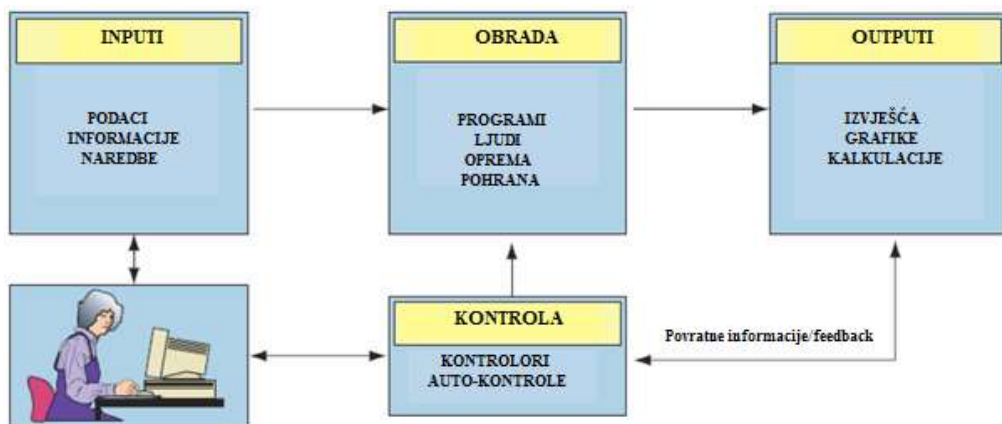 INPUTI
PODACI
INFORMACIJE
NAREDBE
OBRADA
PROGRAMI
LJUDI
OPREMA
POHRANA
OUTPUTI
IZVJEŠĆA
GRAFIKE
KALKULACIJE
KONTROLA
KONTROLORI
AUTO-KONTROLE
Povratne informacije/feedback